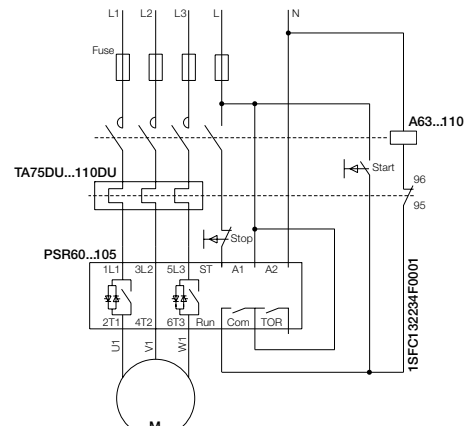 L1 L2 L3 L N
Fuse
A63...110
Start
TA75DU...110DU
96
95
Stop
PSR60...105
1L1 3L2 5L3 ST A1 A2
2T1 4T2 6T3 Run Com TOR
U1 V1 W1
M
1SFC132234F0001